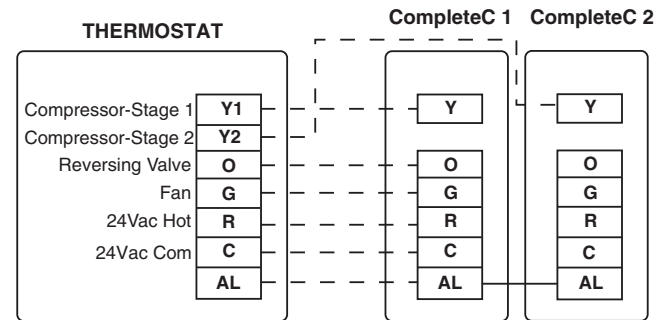 CompleteC 1 CompleteC 2
THERMOSTAT
Compressor-Stage 1 Y1 Y Y
Compressor-Stage 2 Y2
Reversing Valve O O O
Fan G G G
24Vac Hot R R R
24Vac Com C C C
AL AL AL